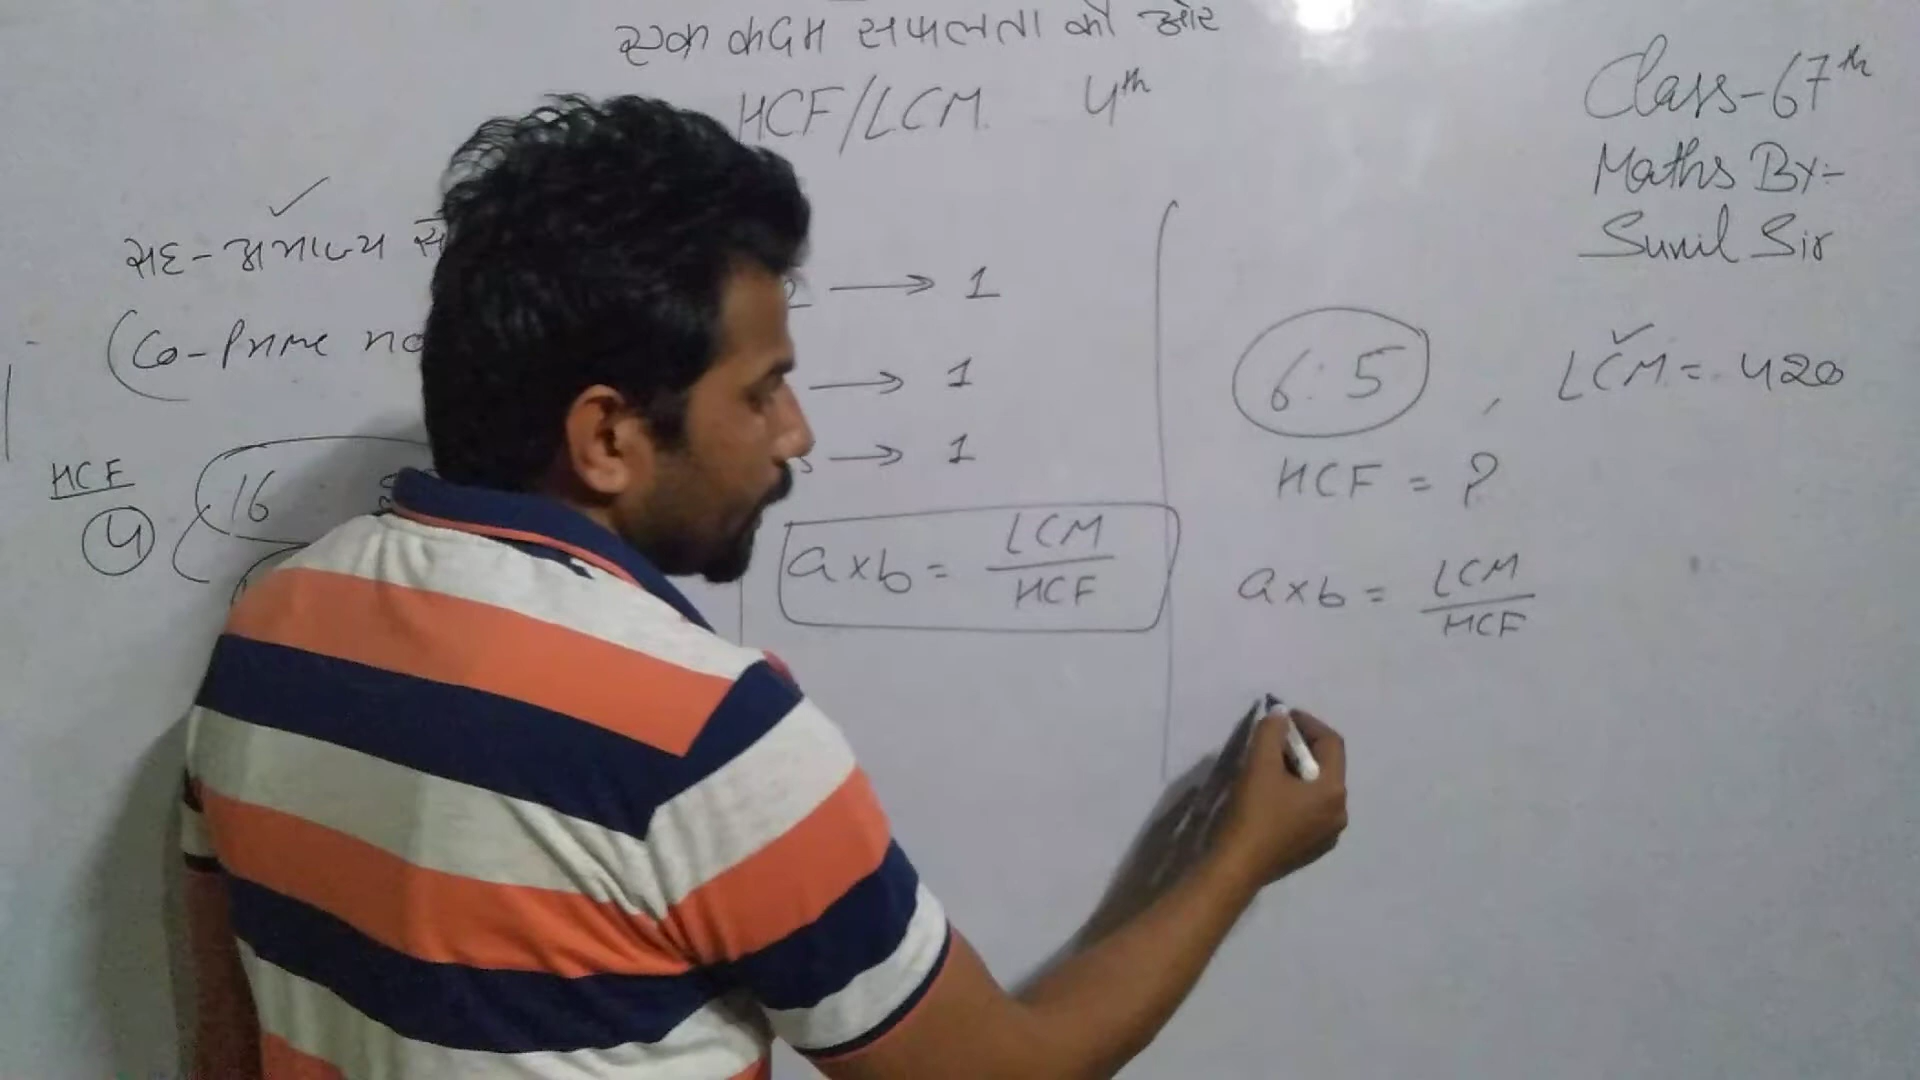 एक कदम सफलता की ओर
HCF/LCM 4th
Class-67th
Maths By:-
Sunil Sir
सह-अभाज्य
(Co-Prime no
2 → 1
→ 1
→ 1
HCF
4
16
a×b = LCM/HCF
6:5, LCM = 420
HCF = ?
a×b = LCM/HCF